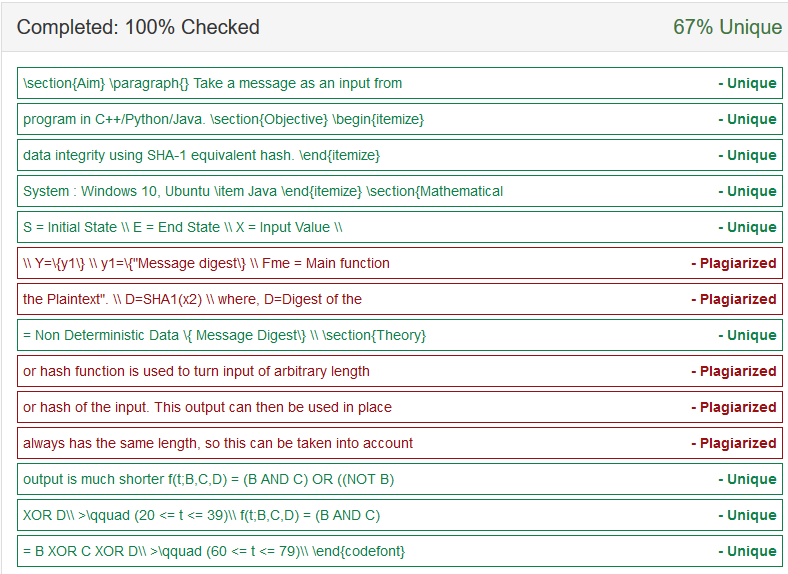 Completed: 100% Checked 67% Unique
\section{Aim} \paragraph{} Take a message as an input from - Unique
program in C++/Python/Java. \section{Objective} \begin{itemize} - Unique
data integrity using SHA-1 equivalent hash. \end{itemize} - Unique
System : Windows 10, Ubuntu \item Java \end{itemize} \section{Mathematical - Unique
S = Initial State \\ E = End State \\ X = Input Value \\ - Unique
\\ Y=\{y1\} \\ y1=\{"Message digest\} \\ Fme = Main function - Plagiarized
the Plaintext". \\ D=SHA1(x2) \\ where, D=Digest of the - Plagiarized
= Non Deterministic Data \{ Message Digest\} \\ \section{Theory} - Unique
or hash function is used to turn input of arbitrary length - Plagiarized
or hash of the input. This output can then be used in place - Plagiarized
always has the same length, so this can be taken into account - Plagiarized
output is much shorter f(t;B,C,D) = (B AND C) OR ((NOT B) - Unique
XOR D\\ >\qquad (20 <= t <= 39)\\ f(t;B,C,D) = (B AND C) - Unique
= B XOR C XOR D\\ >\qquad (60 <= t <= 79)\\ \end{codefont} - Unique